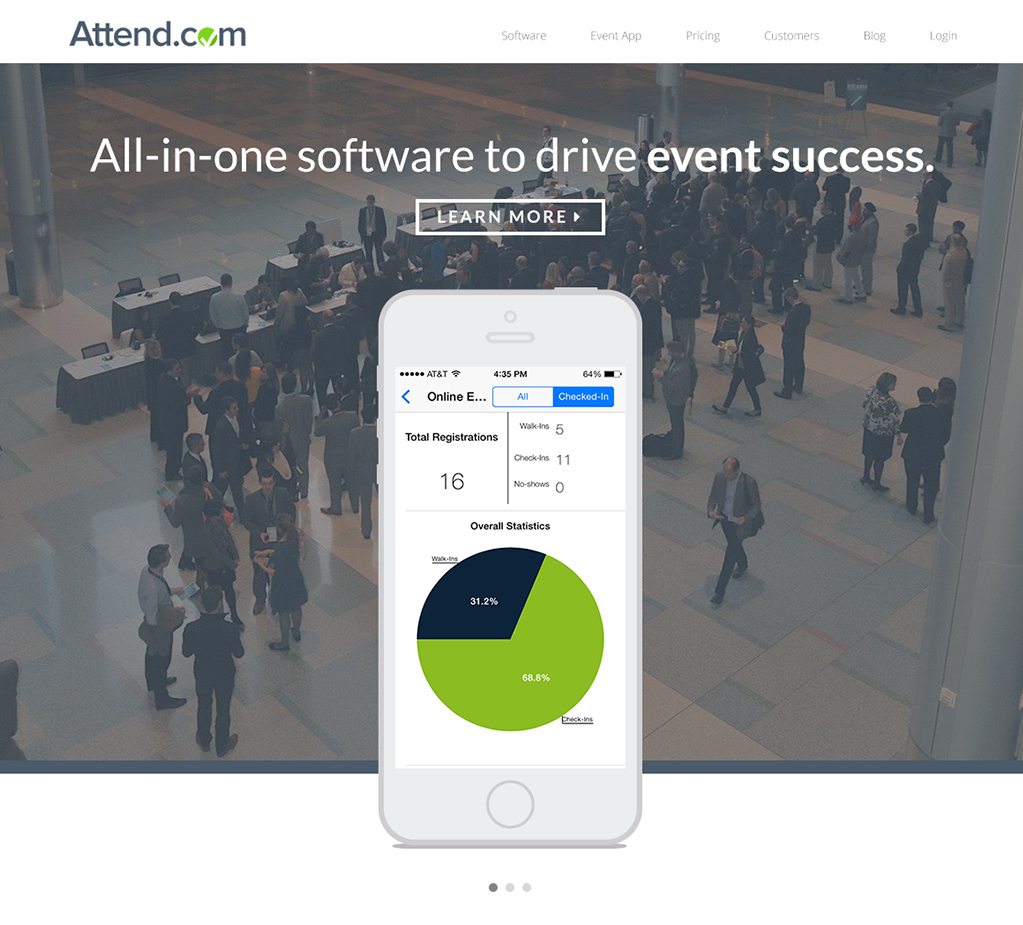 Attend.com
Software Event App Pricing Customers Blog Login
All-in-one software to drive event success.
LEARN MORE
AT&T 4:35 PM 64%
Online E... All Checked-In
Total Registrations
16
Walk-Ins 5
Check-Ins 11
No-shows 0
Overall Statistics
Walk-Ins
31.2%
68.8%
Check-Ins